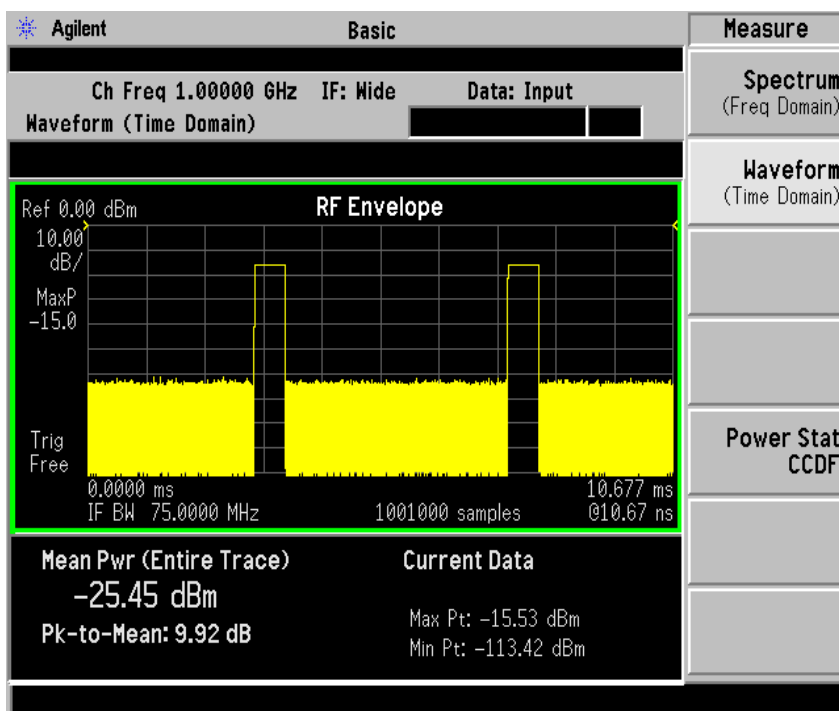 Agilent
Basic
Measure
Ch Freq 1.00000 GHz IF: Wide Data: Input
Waveform (Time Domain)
Spectrum
(Freq Domain)
Waveform
(Time Domain)
Ref 0.00 dBm
RF Envelope
10.00
dB/
MaxP
-15.0
Trig
Free
0.0000 ms
10.677 ms
IF BW 75.0000 MHz
1001000 samples
@10.67 ns
Power Stat
CCDF
Mean Pwr (Entire Trace)
-25.45 dBm
Pk-to-Mean: 9.92 dB
Current Data
Max Pt: -15.53 dBm
Min Pt: -113.42 dBm